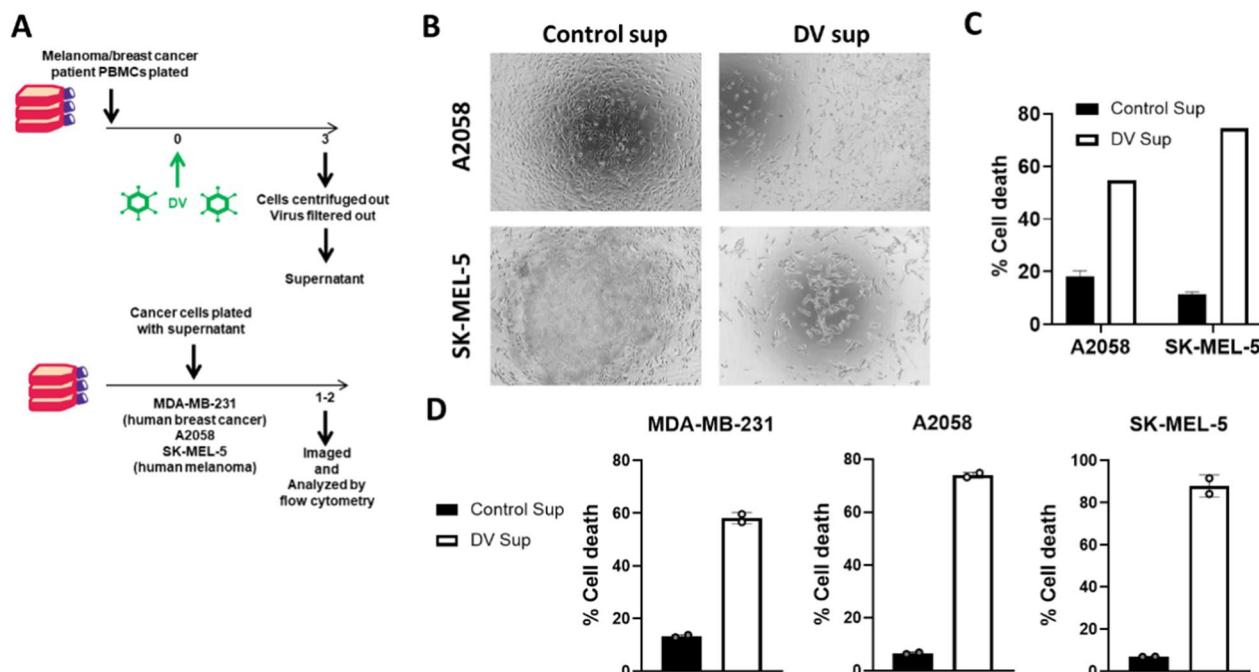 A
Melanoma/breast cancer
patient PBMCs plated
0
3
DV
Cells centrifuged out
Virus filtered out
Supernatant
Cancer cells plated
with supernatant
1-2
MDA-MB-231
(human breast cancer)
A2058
SK-MEL-5
(human melanoma)
Imaged
and
Analyzed by
flow cytometry
B
Control sup
DV sup
A2058
SK-MEL-5
C
Control Sup
DV Sup
% Cell death
80
60
40
20
0
A2058
SK-MEL-5
D
Control Sup
DV Sup
MDA-MB-231
% Cell death
80
60
40
20
0
A2058
% Cell death
80
60
40
20
0
SK-MEL-5
% Cell death
100
80
60
40
20
0